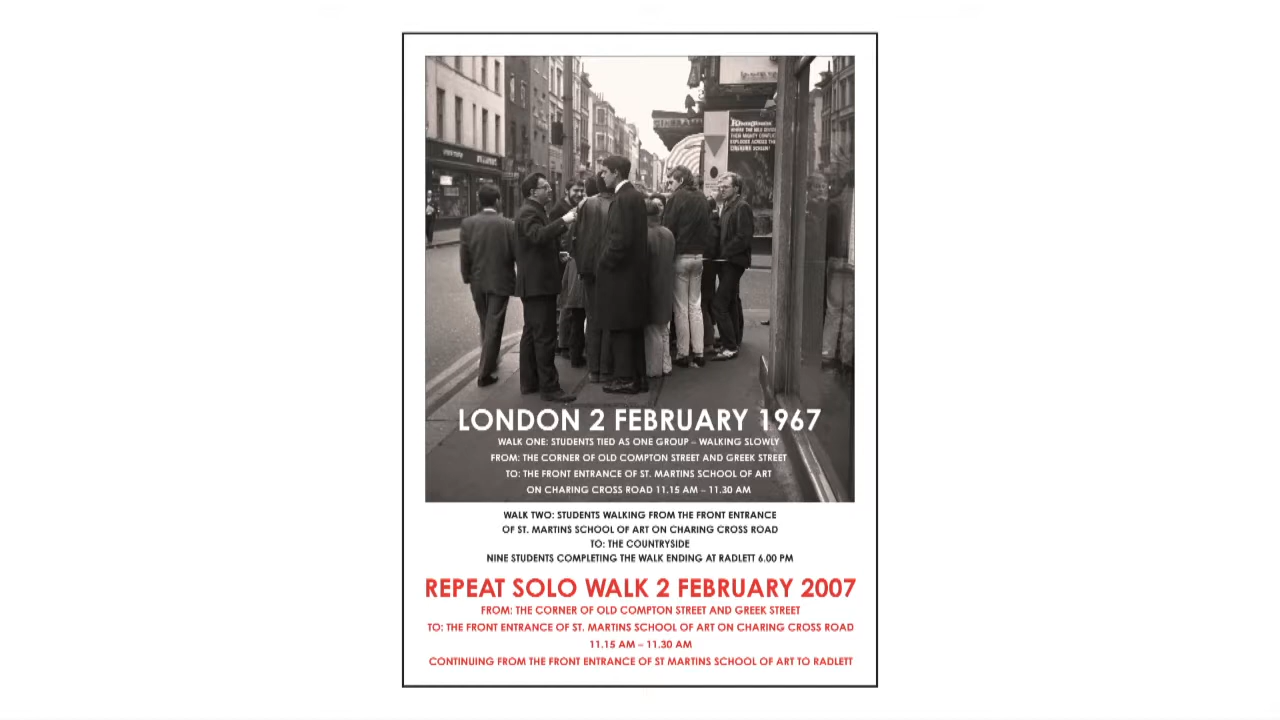 LONDON 2 FEBRUARY 1967
WALK ONE: STUDENTS TIED AS ONE GROUP – WALKING SLOWLY
FROM: THE CORNER OF OLD COMPTON STREET AND GREEK STREET
TO: THE FRONT ENTRANCE OF ST. MARTINS SCHOOL OF ART
ON CHARING CROSS ROAD 11.15 AM – 11.30 AM
WALK TWO: STUDENTS WALKING FROM THE FRONT ENTRANCE
OF ST. MARTINS SCHOOL OF ART ON CHARING CROSS ROAD
TO: THE COUNTRYSIDE
NINE STUDENTS COMPLETING THE WALK ENDING AT RADLETT 6.00 PM
REPEAT SOLO WALK 2 FEBRUARY 2007
FROM: THE CORNER OF OLD COMPTON STREET AND GREEK STREET
TO: THE FRONT ENTRANCE OF ST. MARTINS SCHOOL OF ART ON CHARING CROSS ROAD
11.15 AM – 11.30 AM
CONTINUING FROM THE FRONT ENTRANCE OF ST MARTINS SCHOOL OF ART TO RADLETT